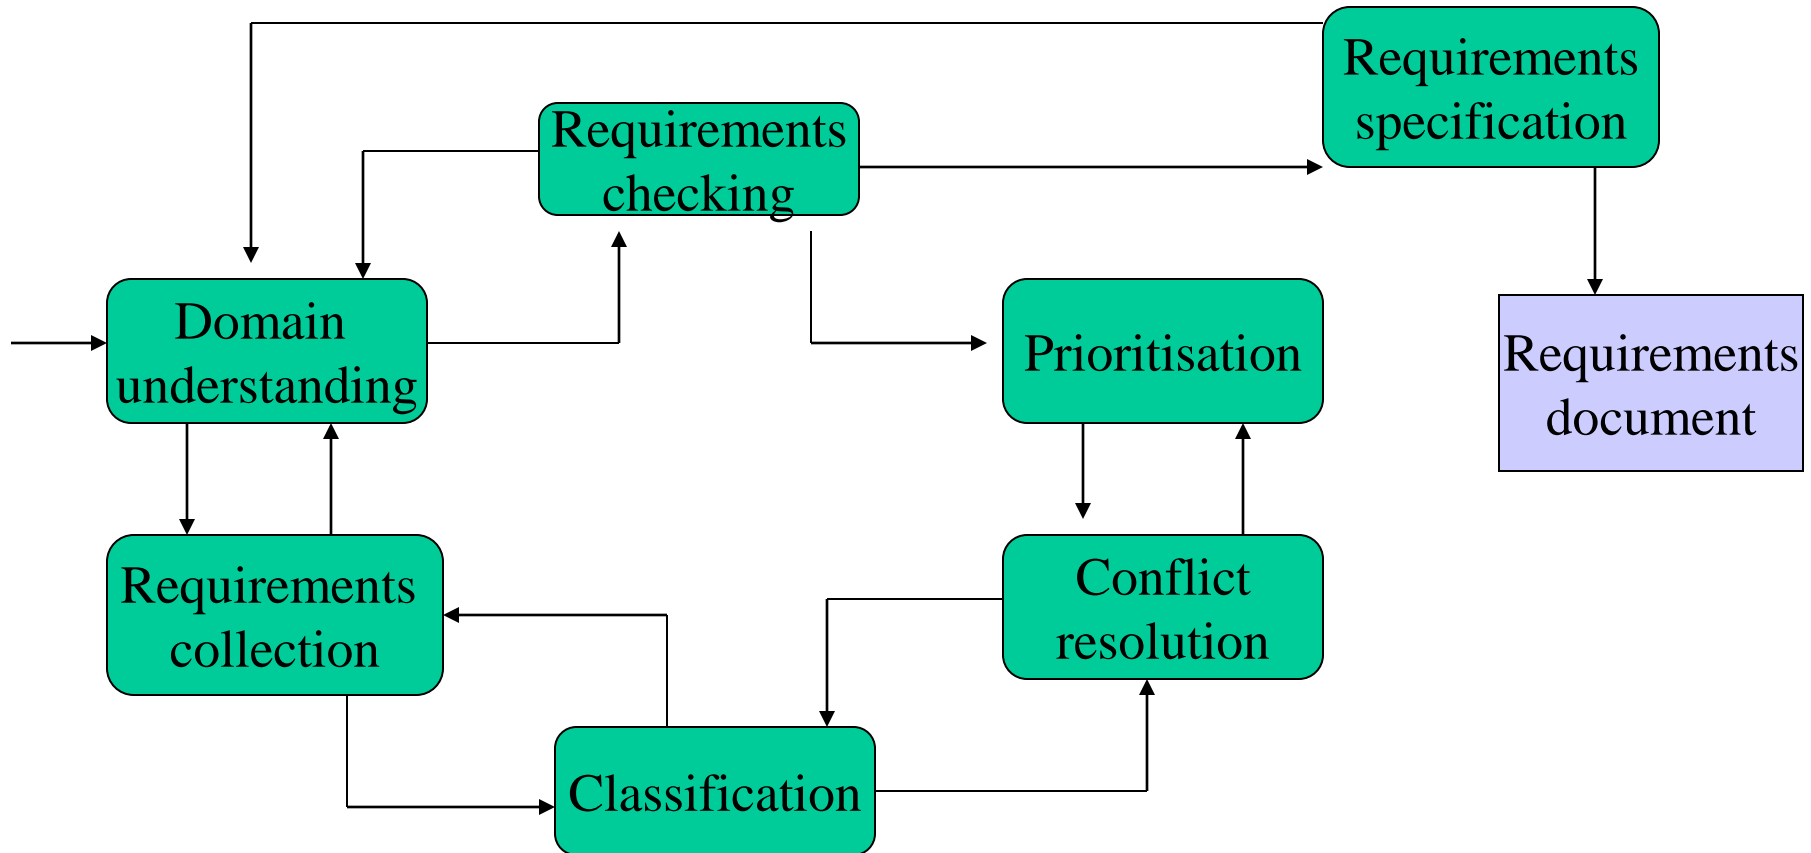 Requirements
specification
Requirements
checking
Domain
understanding
Prioritisation
Requirements
document
Requirements
collection
Conflict
resolution
Classification